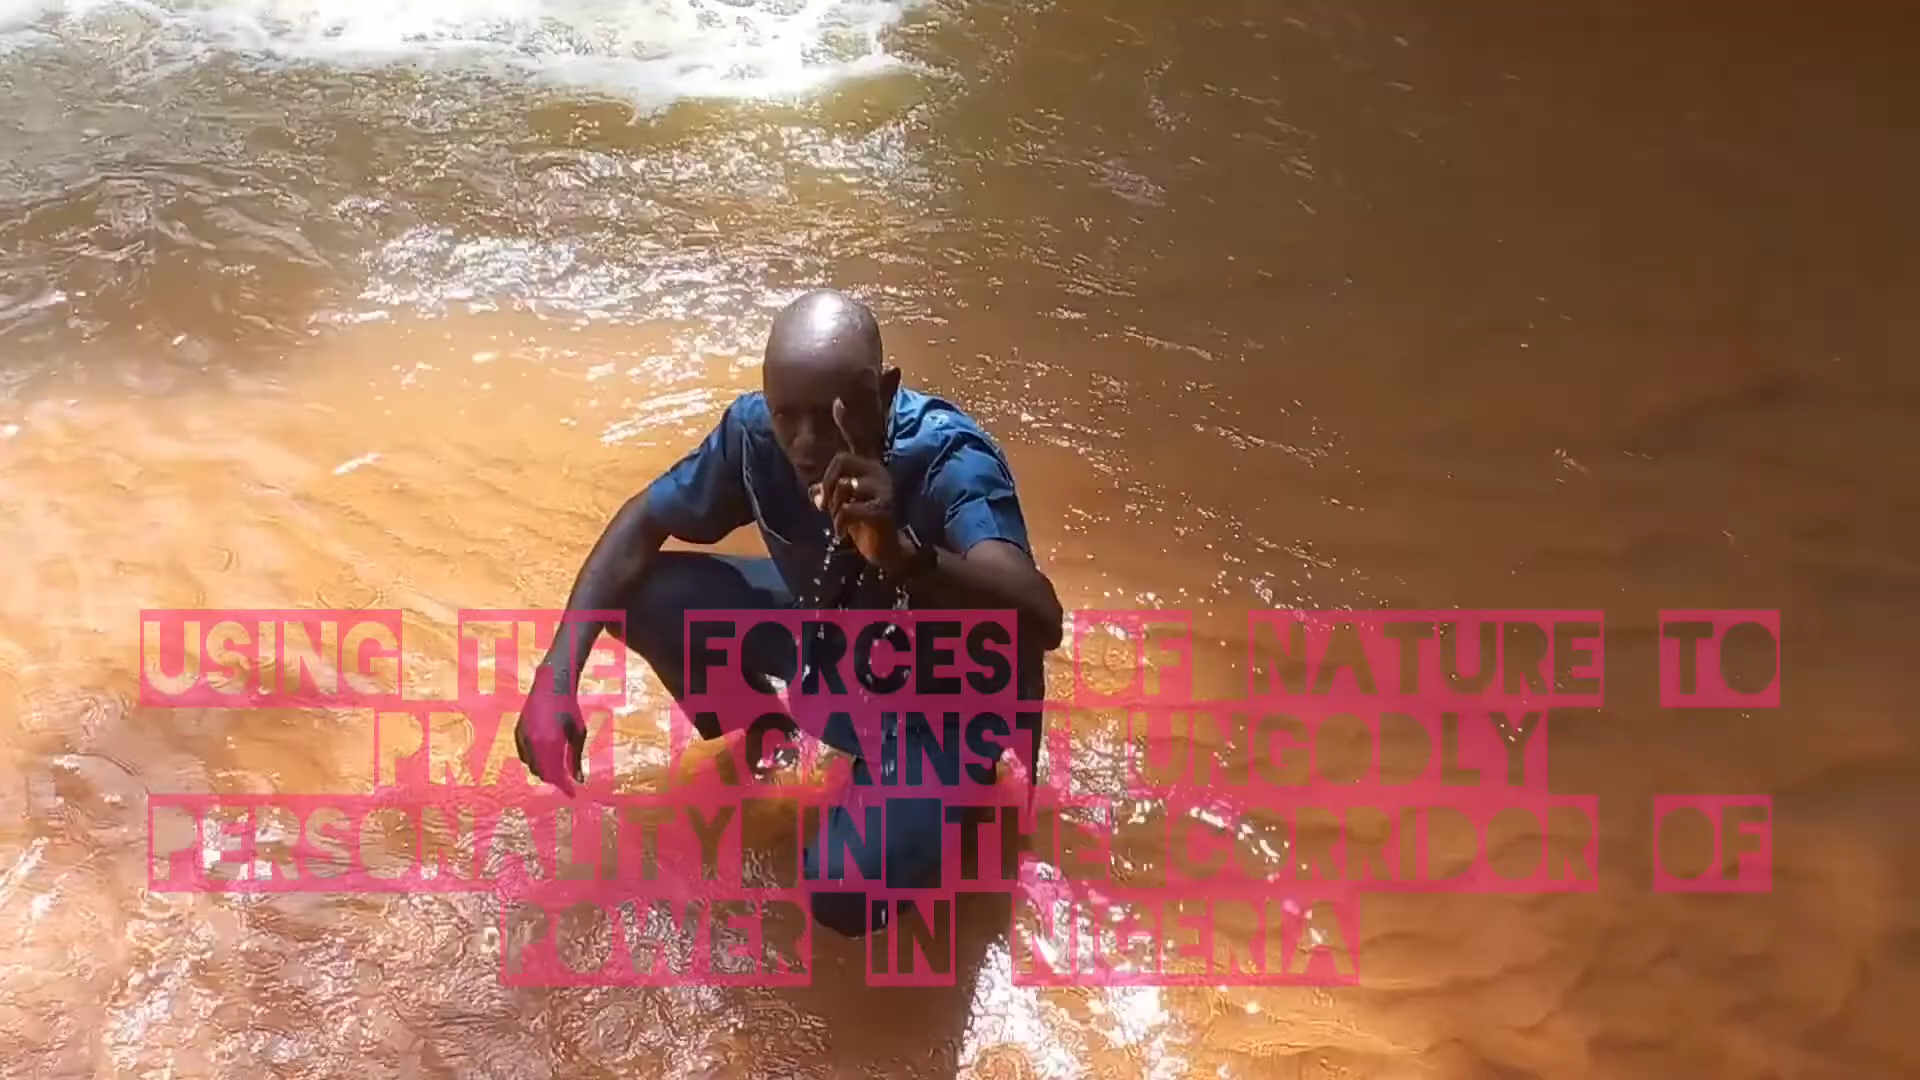 USING THE FORCES OF NATURE TO
PRAY AGAINST UNGODLY
PERSONALITY IN THE CORRIDOR OF
POWER IN NIGERIA